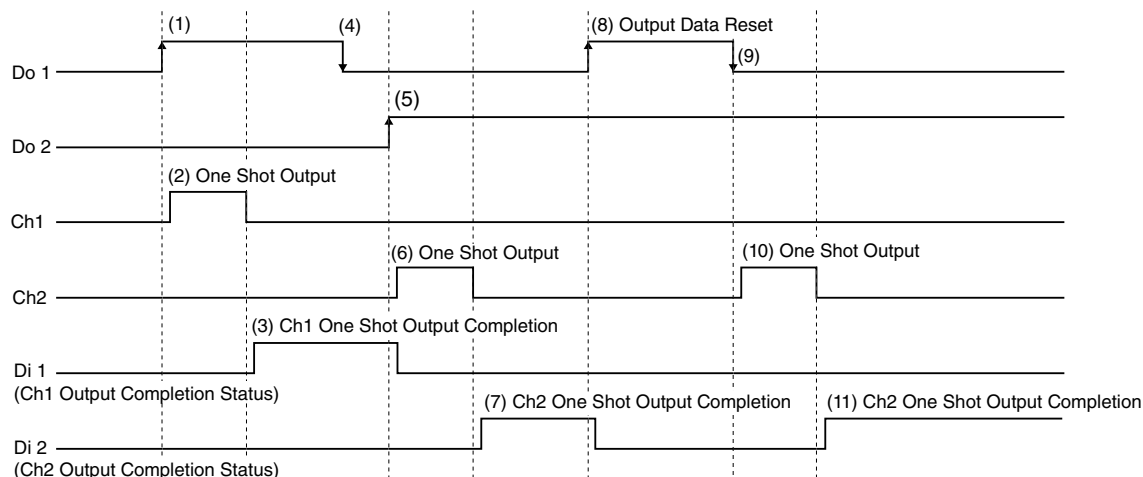 (1)
(4)
(8) Output Data Reset
Do 1
(9)
(5)
Do 2
(2) One Shot Output
Ch1
(6) One Shot Output
(10) One Shot Output
Ch2
(3) Ch1 One Shot Output Completion
Di 1
(Ch1 Output Completion Status)
(7) Ch2 One Shot Output Completion
(11) Ch2 One Shot Output Completion
Di 2
(Ch2 Output Completion Status)